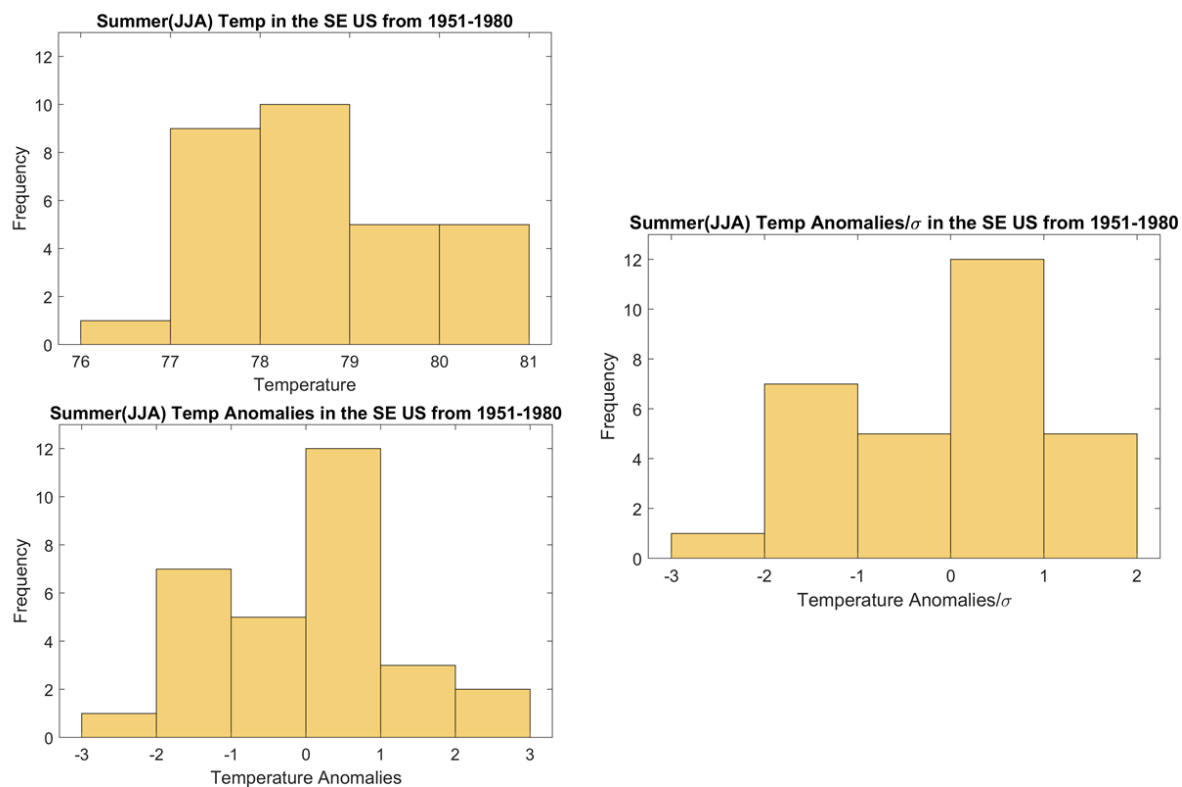 Summer(JJA) Temp in the SE US from 1951-1980
12
10
8
6
4
2
0
Frequency
76 77 78 79 80 81
Temperature
Summer(JJA) Temp Anomalies in the SE US from 1951-1980
12
10
8
6
4
2
0
Frequency
-3 -2 -1 0 1 2 3
Temperature Anomalies
Summer(JJA) Temp Anomalies/σ in the SE US from 1951-1980
12
10
8
6
4
2
0
Frequency
-3 -2 -1 0 1 2
Temperature Anomalies/σ